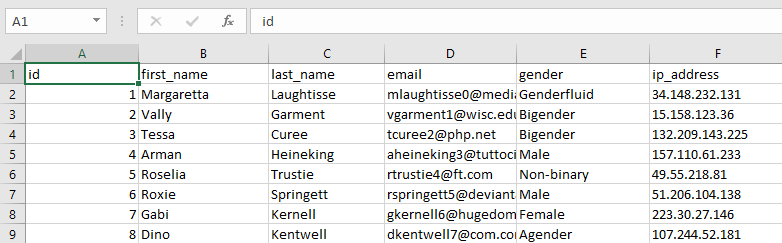 A1 fx id
A B C D E F
1 id first_name last_name email gender ip_address
2 1 Margaretta Laughtisse mlaughtisse0@media Genderfluid 34.148.232.131
3 2 Vally Garment vgarment1@wisc.edu Bigender 15.158.123.36
4 3 Tessa Curee tcuree2@php.net Bigender 132.209.143.225
5 4 Arman Heineking aheineking3@tuttoci Male 157.110.61.233
6 5 Roselia Trustie rtrustie4@ft.com Non-binary 49.55.218.81
7 6 Roxie Springett rspringett5@deviant Male 51.206.104.138
8 7 Gabi Kernell gkernell6@hugedom Female 223.30.27.146
9 8 Dino Kentwell dkentwell7@com.co Agender 107.244.52.181